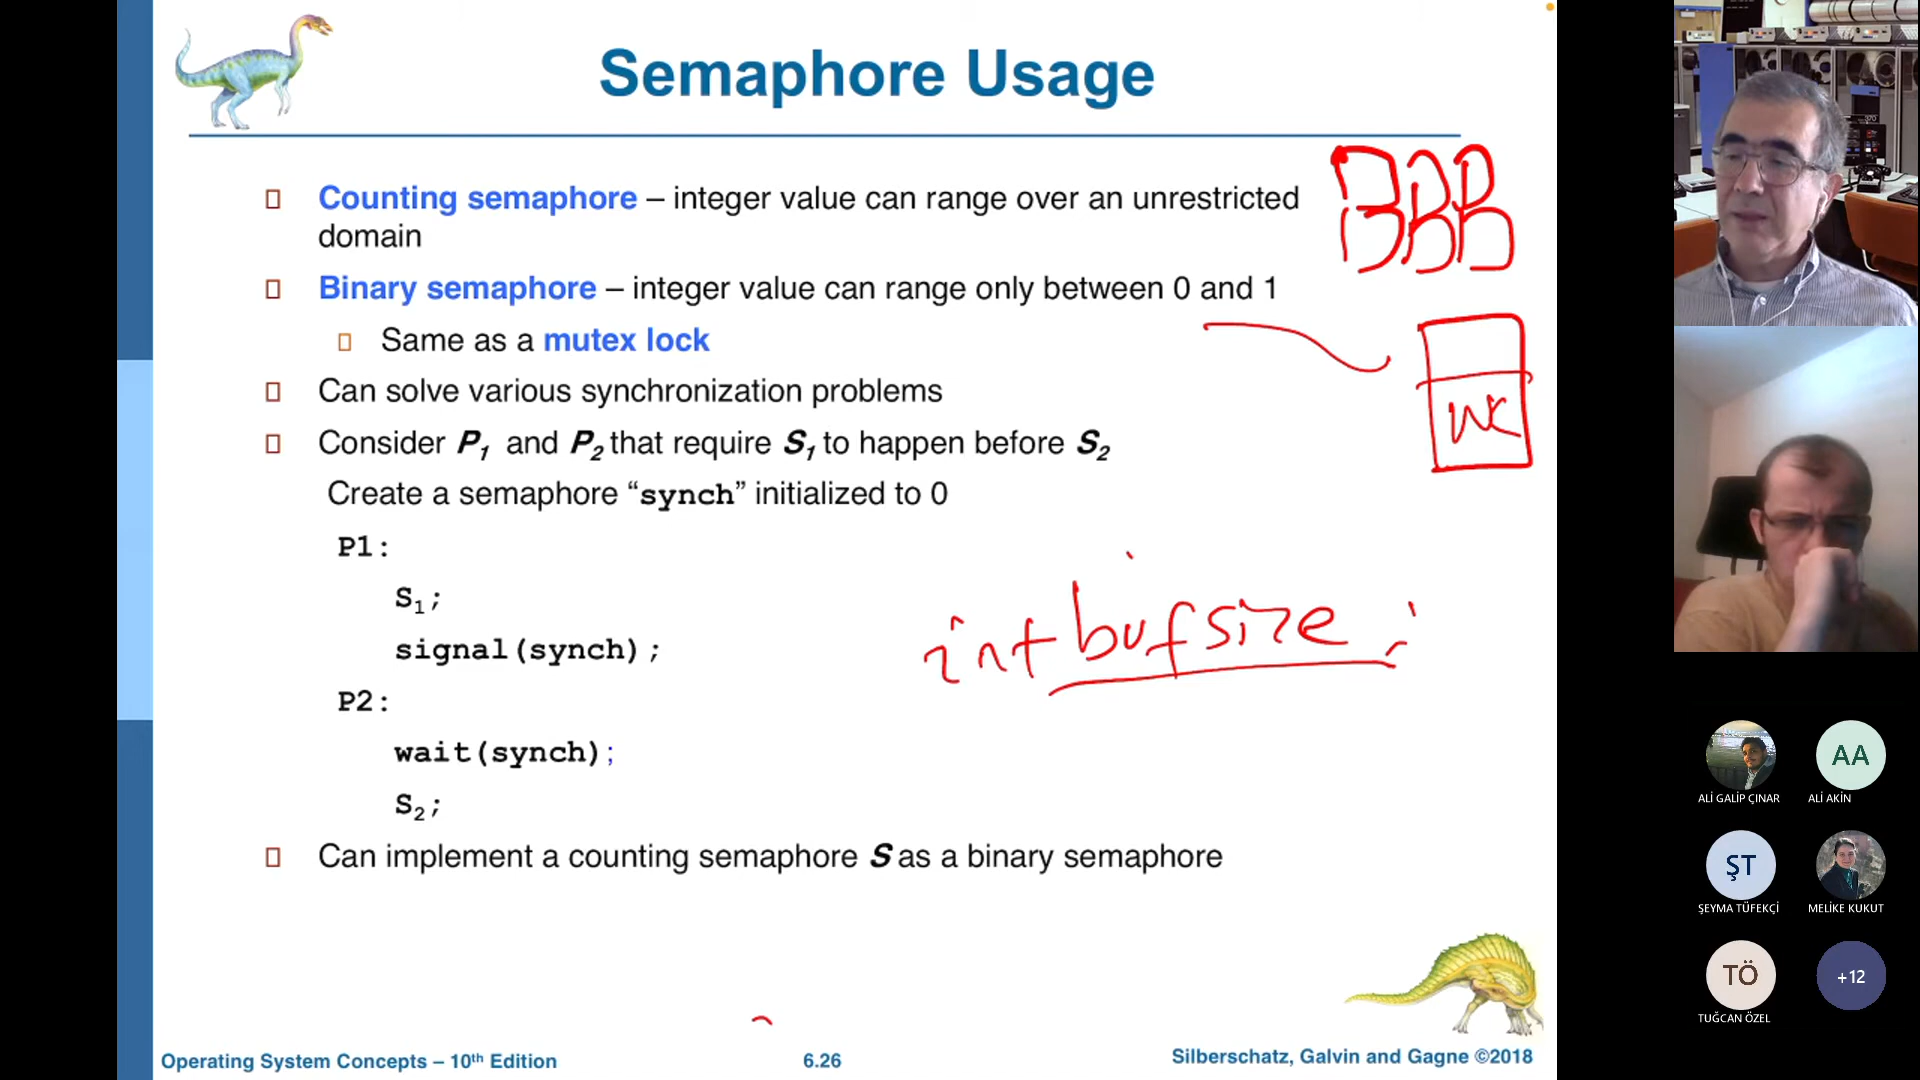 Semaphore Usage
Counting semaphore – integer value can range over an unrestricted
domain
Binary semaphore – integer value can range only between 0 and 1
Same as a mutex lock
Can solve various synchronization problems
Consider P1 and P2 that require S1 to happen before S2
Create a semaphore “synch” initialized to 0
P1:
S1;
signal(synch);
P2:
wait(synch);
S2;
Can implement a counting semaphore S as a binary semaphore
int bufsize;
Operating System Concepts – 10th Edition
6.26
Silberschatz, Galvin and Gagne ©2018
ALİ GALİP ÇINAR
AA
ALİ AKİN
ŞT
ŞEYMA TÜFEKÇİ
MELİKE KUKUT
TÖ
TUĞCAN ÖZEL
+12